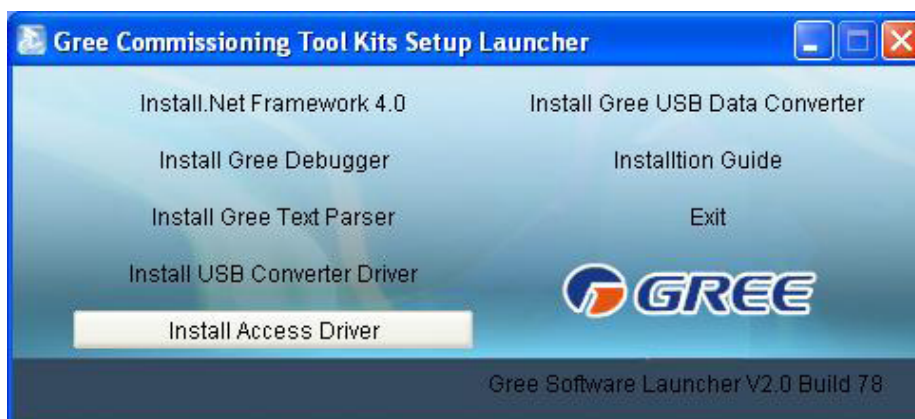 Gree Commissioning Tool Kits Setup Launcher
Install.Net Framework 4.0
Install Gree Debugger
Install Gree Text Parser
Install USB Converter Driver
Install Access Driver
Install Gree USB Data Converter
Installtion Guide
Exit
GREE
Gree Software Launcher V2.0 Build 78